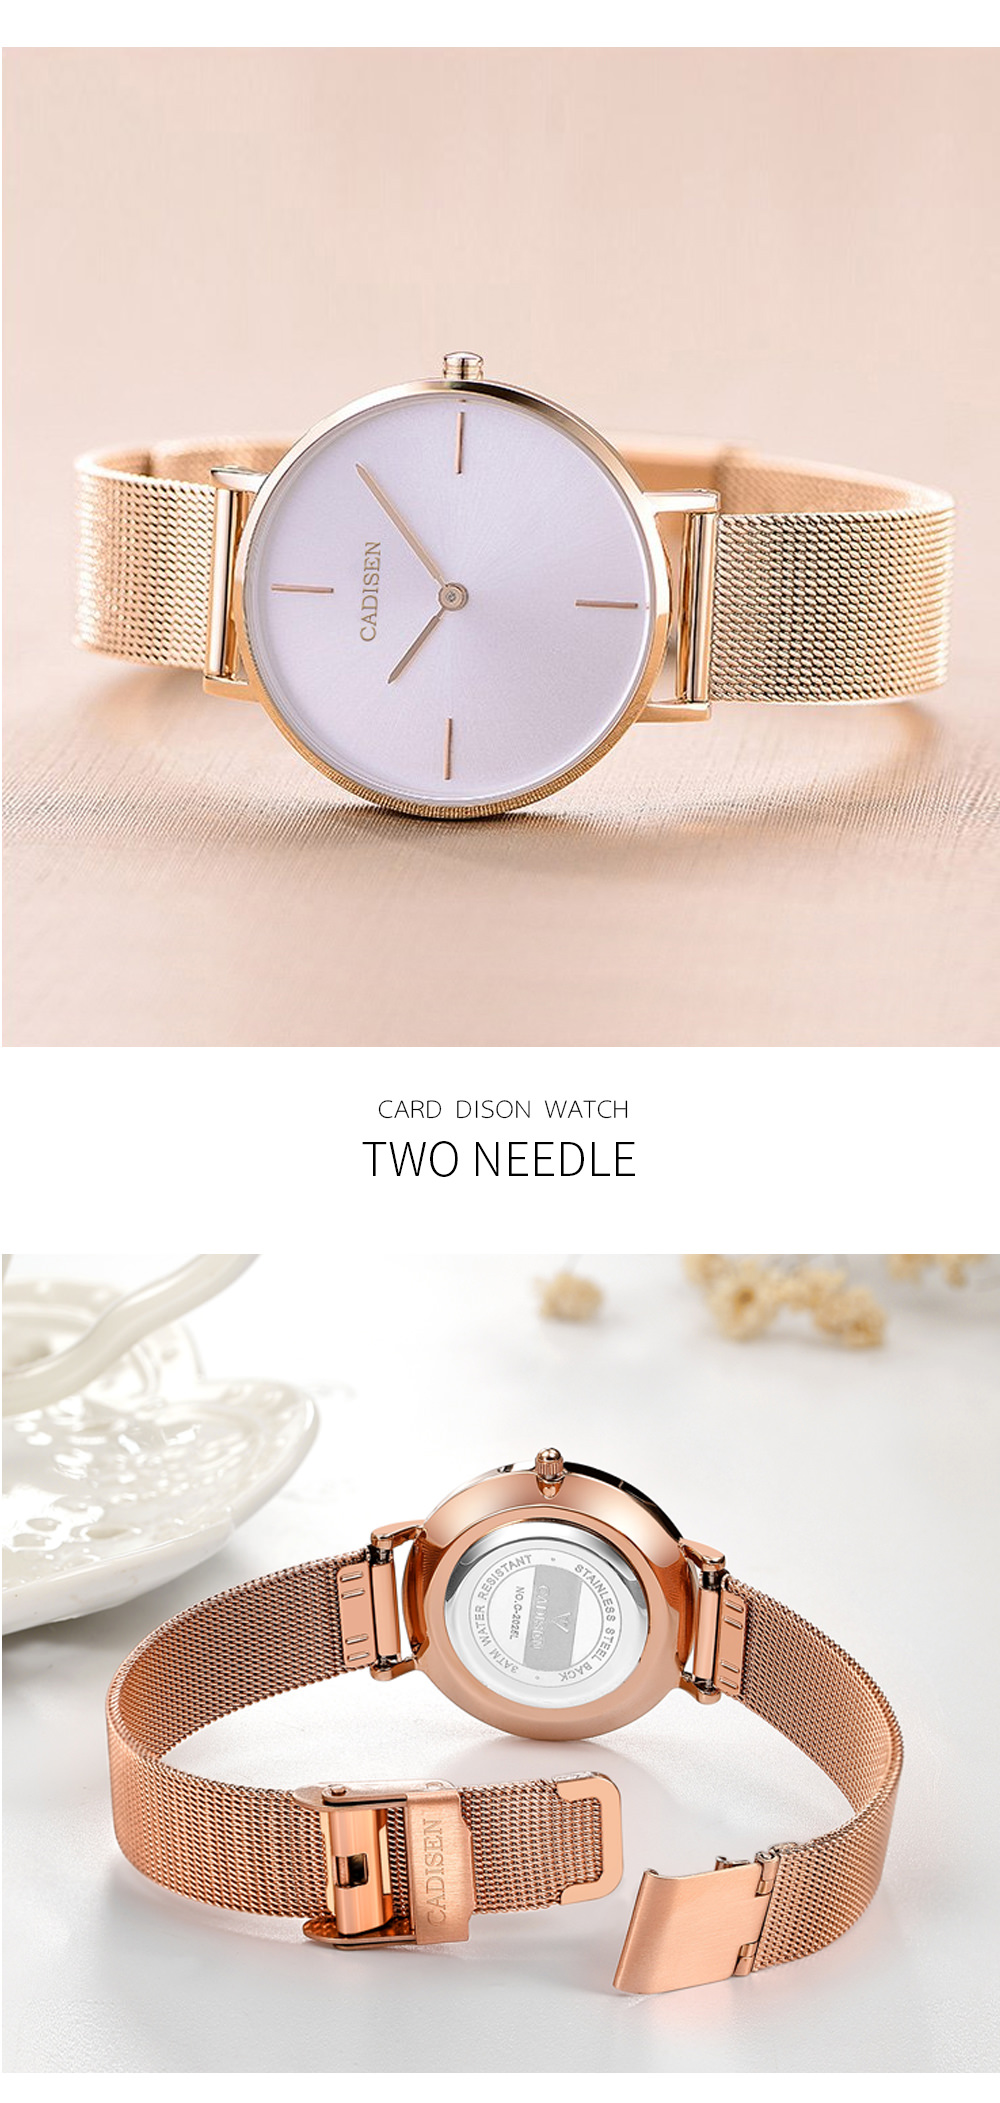 CADISEN
CARD DISON WATCH
TWO NEEDLE
STAINLESS STEEL BACK
3ATM WATER RESISTANT
CADISEN
CADISEN